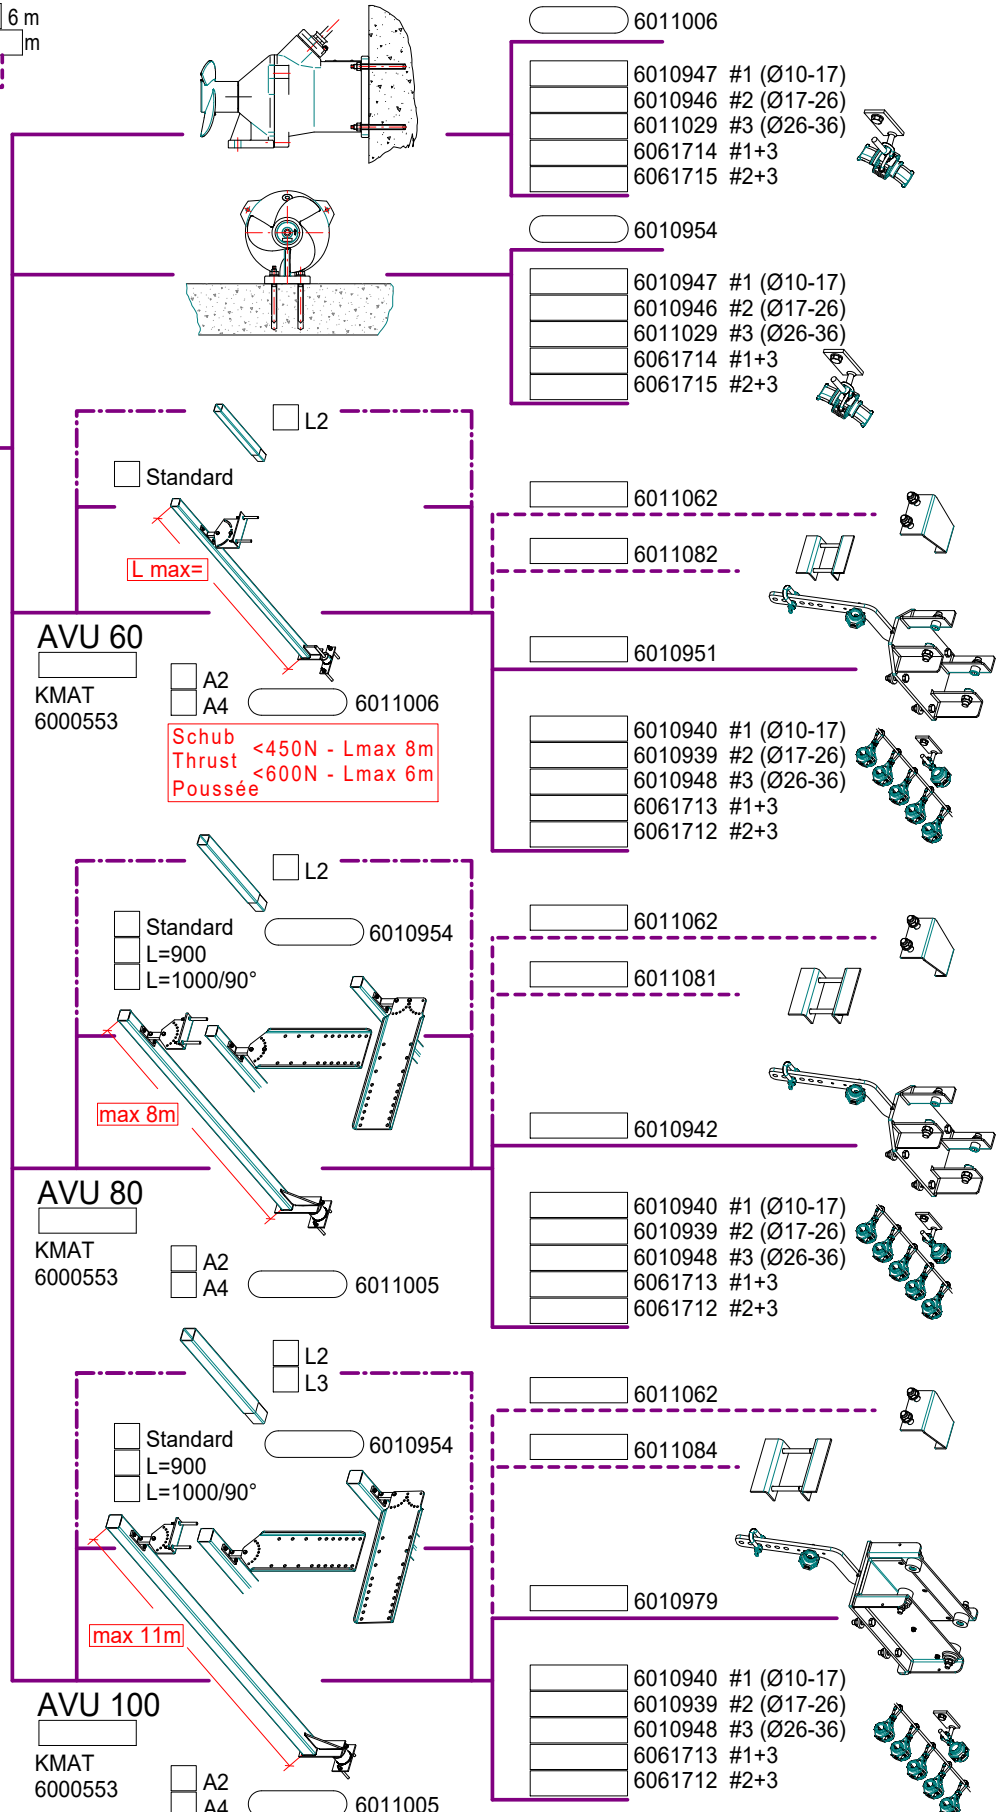 6 m
m
6011006
6010947 #1 (Ø10-17)
6010946 #2 (Ø17-26)
6011029 #3 (Ø26-36)
6061714 #1+3
6061715 #2+3
6010954
6010947 #1 (Ø10-17)
6010946 #2 (Ø17-26)
6011029 #3 (Ø26-36)
6061714 #1+3
6061715 #2+3
L2
Standard
L max=
AVU 60
KMAT
6000553
A2
A4
6011006
Schub
Thrust
Poussée
<450N - Lmax 8m
<600N - Lmax 6m
6011062
6011082
6010951
6010940 #1 (Ø10-17)
6010939 #2 (Ø17-26)
6010948 #3 (Ø26-36)
6061713 #1+3
6061712 #2+3
L2
Standard
L=900
L=1000/90°
6010954
max 8m
AVU 80
KMAT
6000553
A2
A4
6011005
6011062
6011081
6010942
6010940 #1 (Ø10-17)
6010939 #2 (Ø17-26)
6010948 #3 (Ø26-36)
6061713 #1+3
6061712 #2+3
L2
L3
Standard
L=900
L=1000/90°
6010954
max 11m
AVU 100
KMAT
6000553
A2
A4
6011005
6011062
6011084
6010979
6010940 #1 (Ø10-17)
6010939 #2 (Ø17-26)
6010948 #3 (Ø26-36)
6061713 #1+3
6061712 #2+3